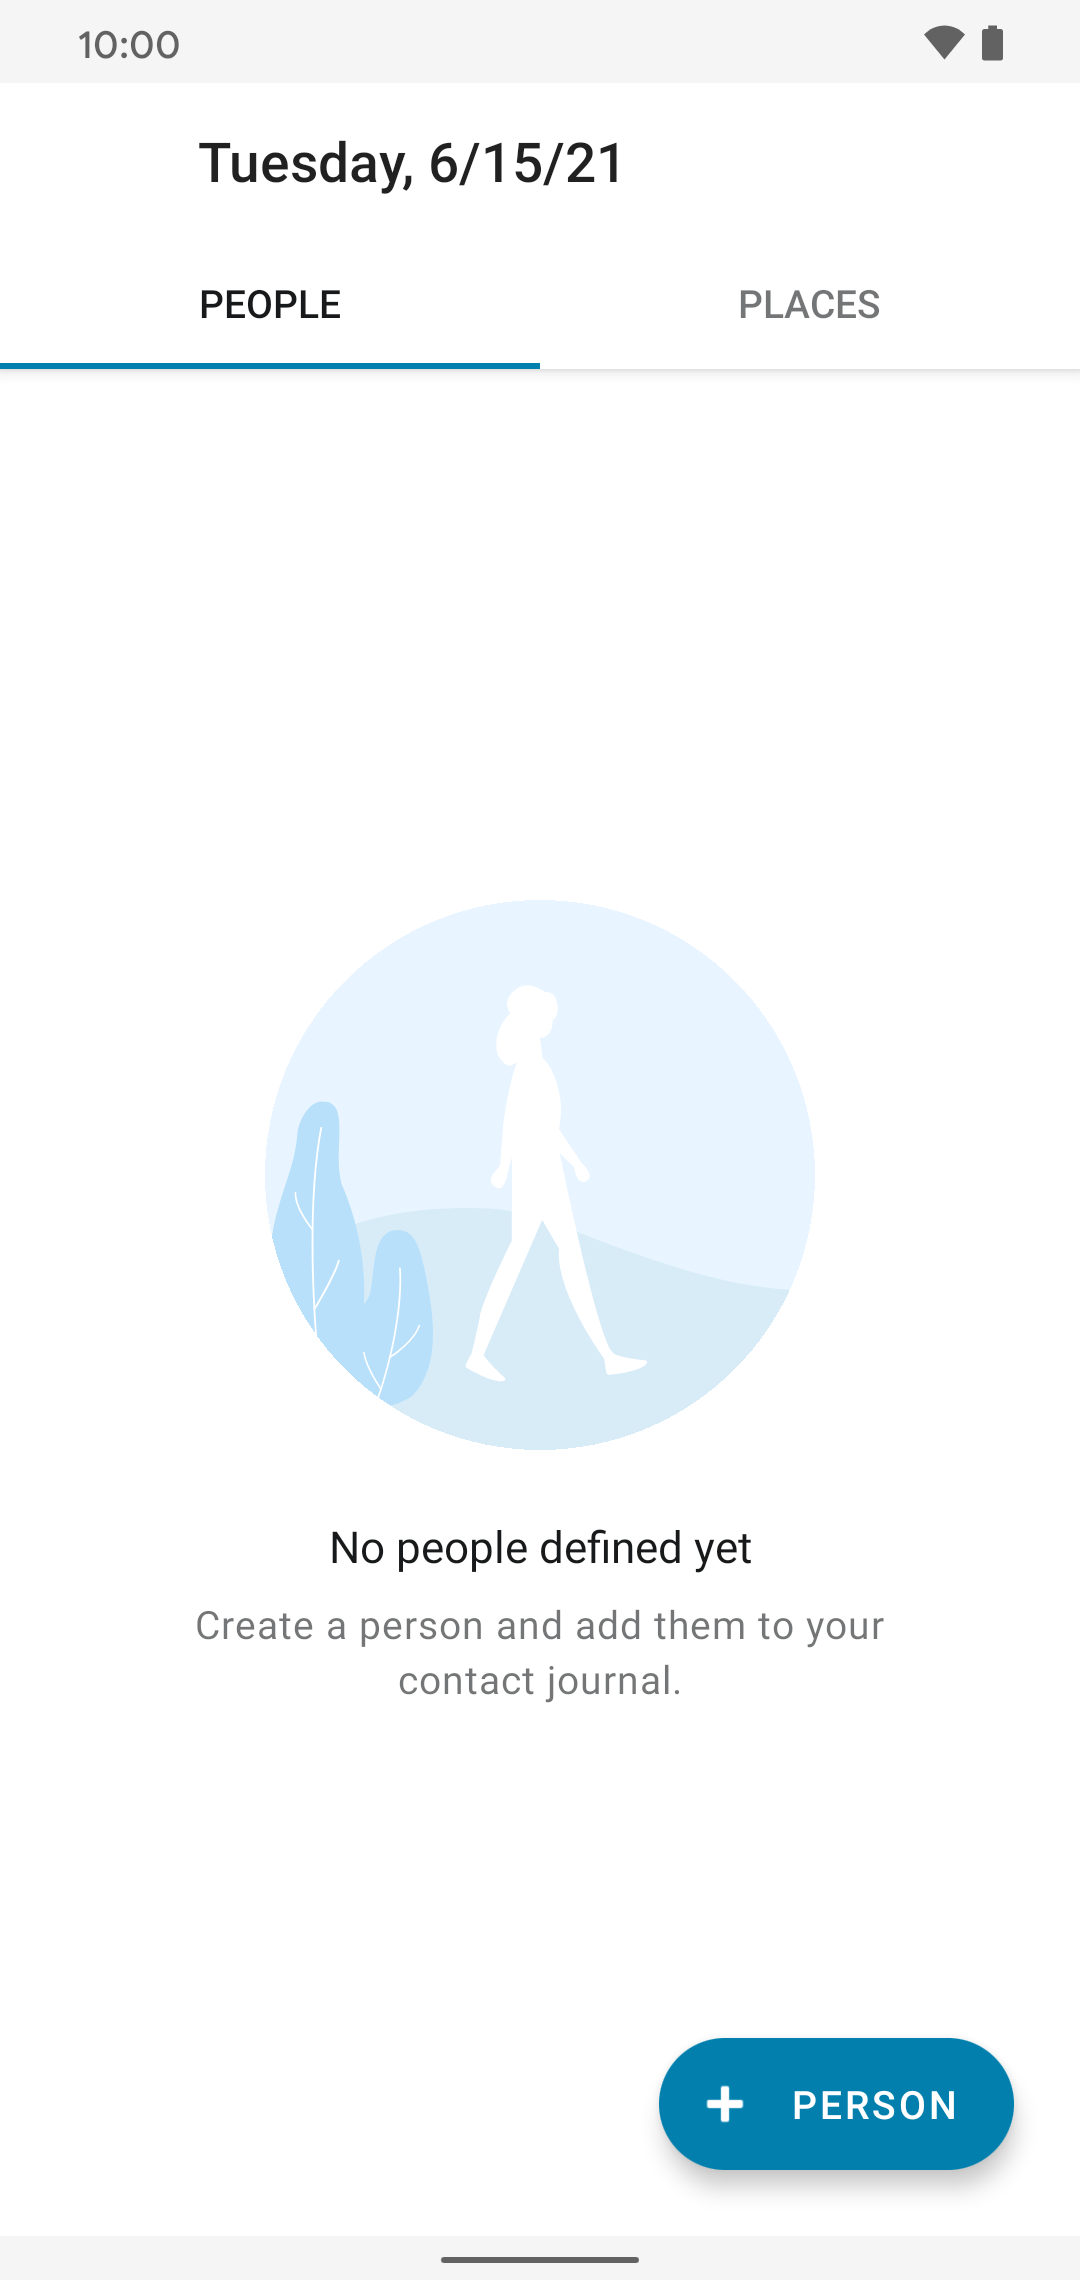 10:00
Tuesday, 6/15/21
PEOPLE
PLACES
No people defined yet
Create a person and add them to your
contact journal.
PERSON